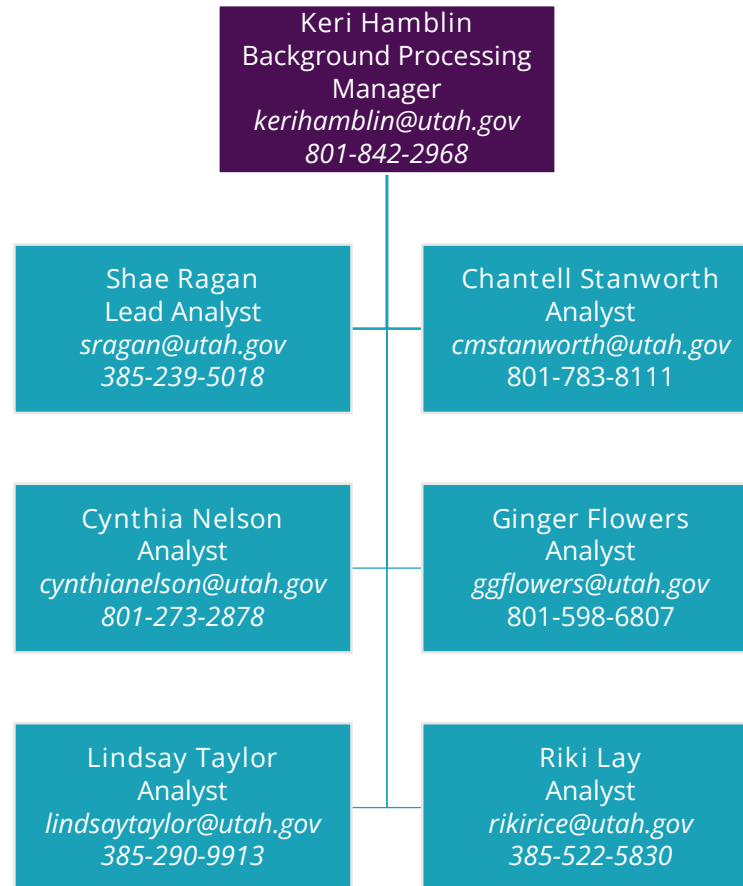 Keri Hamblin
Background Processing
Manager
kerihamblin@utah.gov
801-842-2968
Shae Ragan
Lead Analyst
sragan@utah.gov
385-239-5018
Chantell Stanworth
Analyst
cmstanworth@utah.gov
801-783-8111
Cynthia Nelson
Analyst
cynthianelson@utah.gov
801-273-2878
Ginger Flowers
Analyst
ggflowers@utah.gov
801-598-6807
Lindsay Taylor
Analyst
lindsaytaylor@utah.gov
385-290-9913
Riki Lay
Analyst
rikirice@utah.gov
385-522-5830